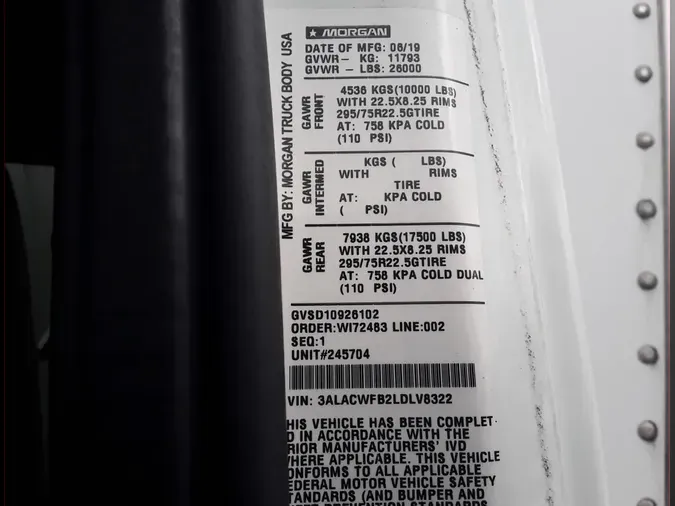 MORGAN
DATE OF MFG: 06/19
GVWR- KG: 11793
GVWR - LBS: 26000
MFG BY: MORGAN TRUCK BODY USA
GAWR FRONT
4536 KGS(10000 LBS)
WITH 22.5X8.25 RIMS
295/75R22.5GTIRE
AT: 758 KPA COLD
(110 PSI)
GAWR INTERMED
KGS ( LBS)
WITH RIMS
TIRE
AT: KPA COLD
( PSI)
GAWR REAR
7938 KGS(17500 LBS)
WITH 22.5X8.25 RIMS
295/75R22.5GTIRE
AT: 758 KPA COLD DUAL
(110 PSI)
GVSD10926102
ORDER:WI72463 LINE:002
SEQ:1
UNIT#245704
VIN: 3ALACWFB2LDLV8322
HIS VEHICLE HAS BEEN COMPLET-
D IN ACCORDANCE WITH THE
RIOR MANUFACTURERS' IVD
HERE APPLICABLE. THIS VEHICLE
ONFORMS TO ALL APPLICABLE
EDERAL MOTOR VEHICLE SAFETY
TANDARDS (AND BUMPER AND
PREVENTION STANDARDS